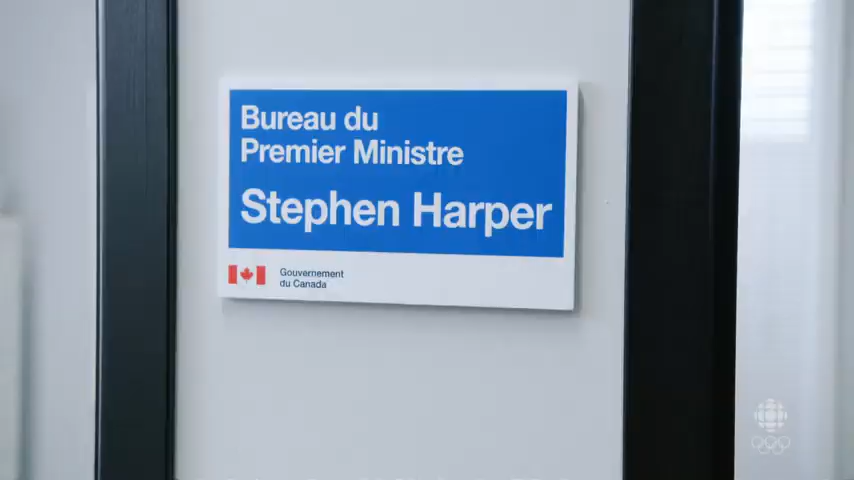 Bureau du
Premier Ministre
Stephen Harper
Gouvernement
du Canada